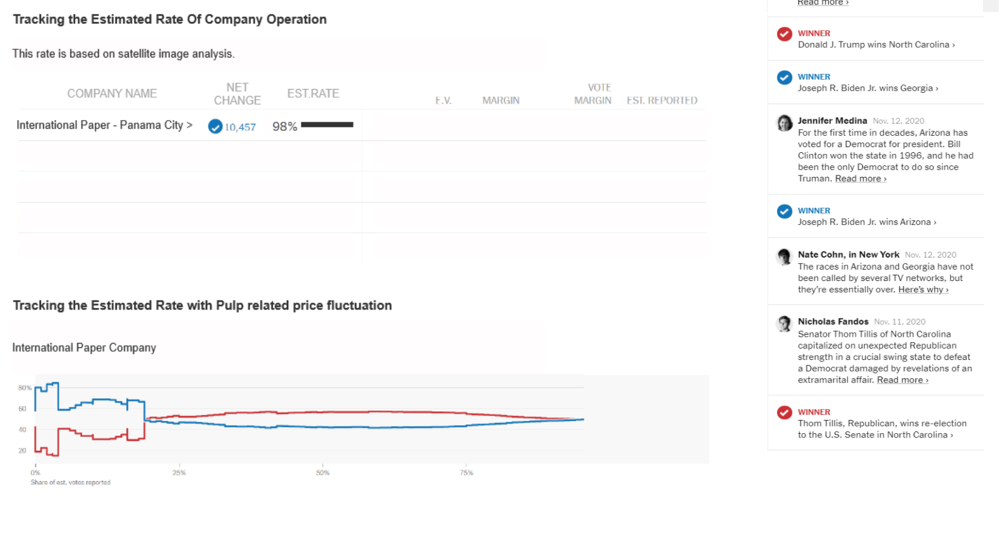 Tracking the Estimated Rate Of Company Operation
This rate is based on satellite image analysis.
COMPANY NAME
NET
CHANGE
EST.RATE
E.V.
MARGIN
VOTE
MARGIN
EST. REPORTED
International Paper - Panama City >
10,457
98%
Tracking the Estimated Rate with Pulp related price fluctuation
International Paper Company
80%
60
40
20
0%
25%
50%
75%
Share of est. votes reported
Read more ›
WINNER
Donald J. Trump wins North Carolina ›
WINNER
Joseph R. Biden Jr. wins Georgia ›
Jennifer Medina Nov. 12, 2020
For the first time in decades, Arizona has
voted for a Democrat for president. Bill
Clinton won the state in 1996, and he had
been the only Democrat to do so since
Truman. Read more ›
WINNER
Joseph R. Biden Jr. wins Arizona ›
Nate Cohn, in New York Nov. 12, 2020
The races in Arizona and Georgia have not
been called by several TV networks, but
they're essentially over. Here's why ›
Nicholas Fandos Nov. 11, 2020
Senator Thom Tillis of North Carolina
capitalized on unexpected Republican
strength in a crucial swing state to defeat
a Democrat damaged by revelations of an
extramarital affair. Read more ›
WINNER
Thom Tillis, Republican, wins re-election
to the U.S. Senate in North Carolina ›